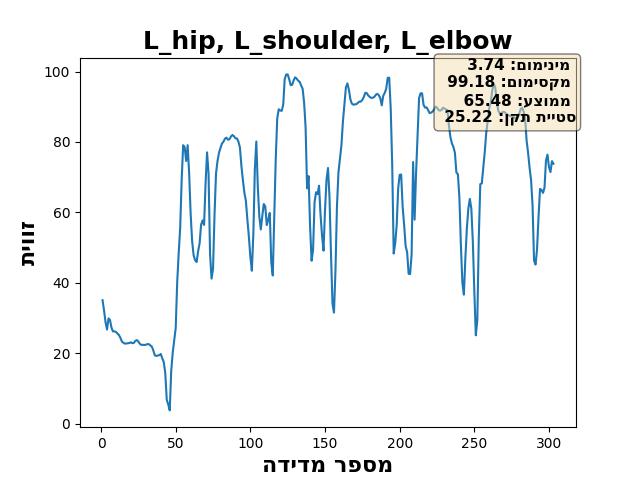 L_hip, L_shoulder, L_elbow
מינימום: 3.74
מקסימום: 99.18
ממוצע: 65.48
סטיית תקן: 25.22
100
80
60
40
20
0
זווית
0 50 100 150 200 250 300
מספר מדידה